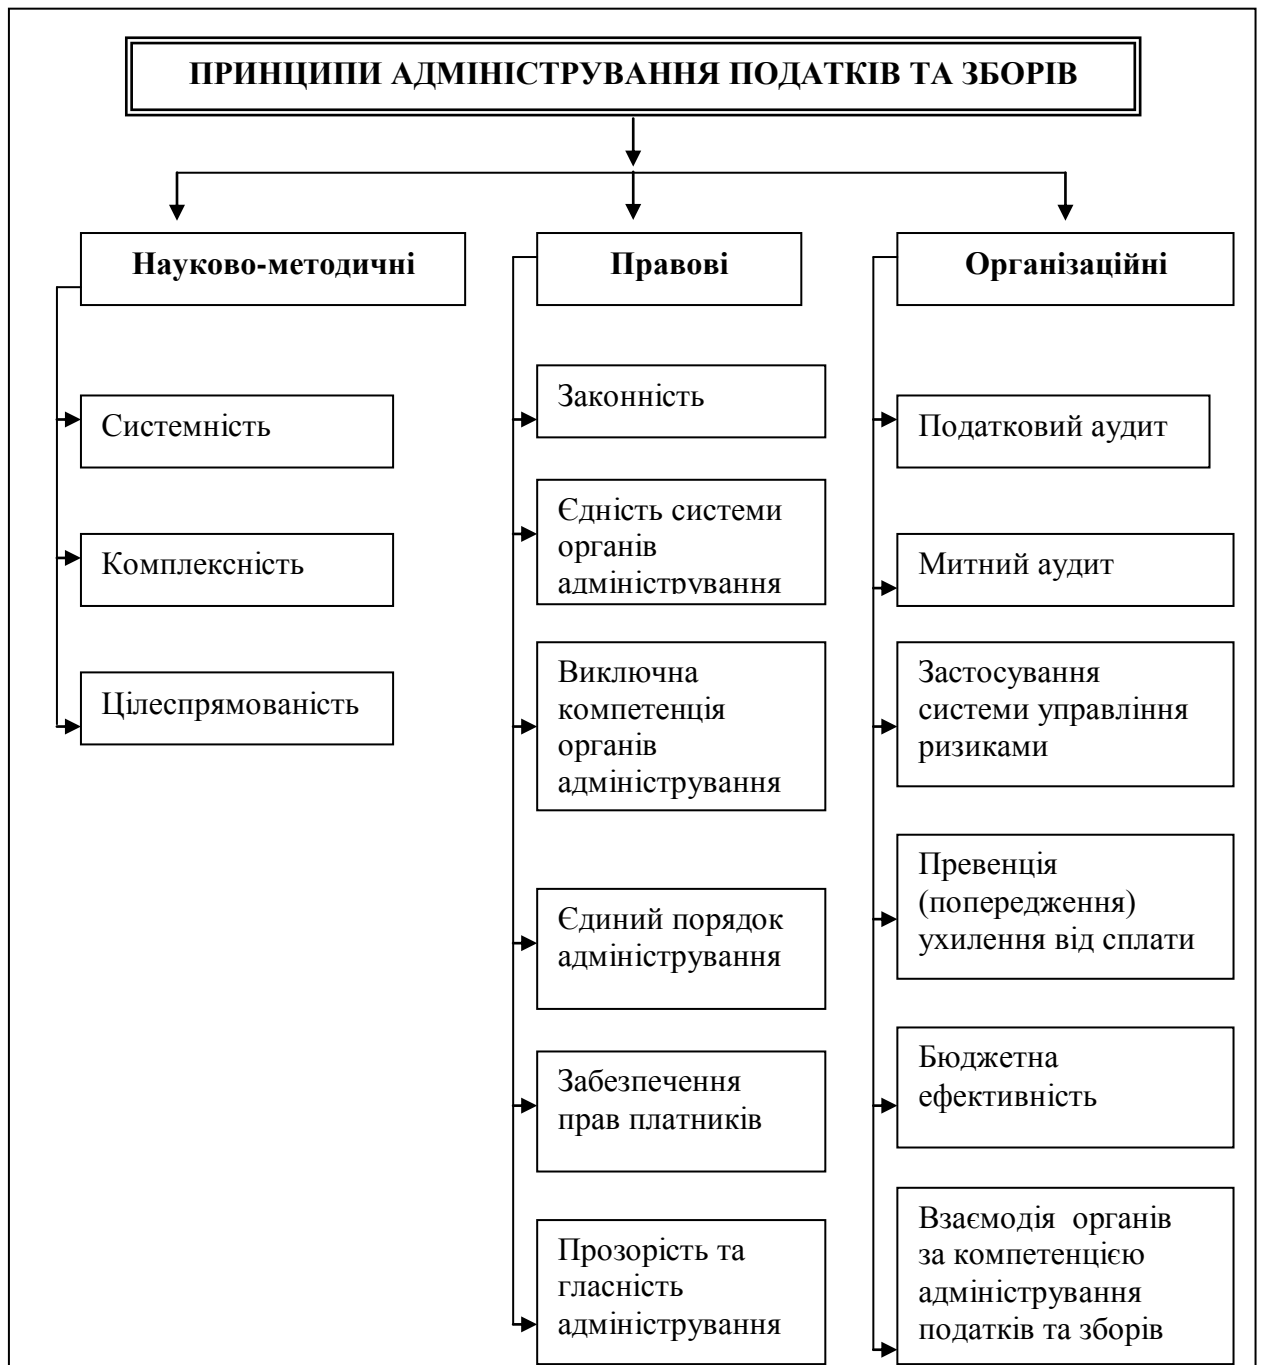 ПРИНЦИПИ АДМІНІСТРУВАННЯ ПОДАТКІВ ТА ЗБОРІВ
Науково-методичні
Системність
Комплексність
Цілеспрямованість
Правові
Законність
Єдність системи
органів
адміністрування
Виключна
компетенція
органів
адміністрування
Єдиний порядок
адміністрування
Забезпечення
прав платників
Прозорість та
гласність
адміністрування
Організаційні
Податковий аудит
Митний аудит
Застосування
системи управління
ризиками
Превенція
(попередження)
ухилення від сплати
Бюджетна
ефективність
Взаємодія органів
за компетенцією
адміністрування
податків та зборів